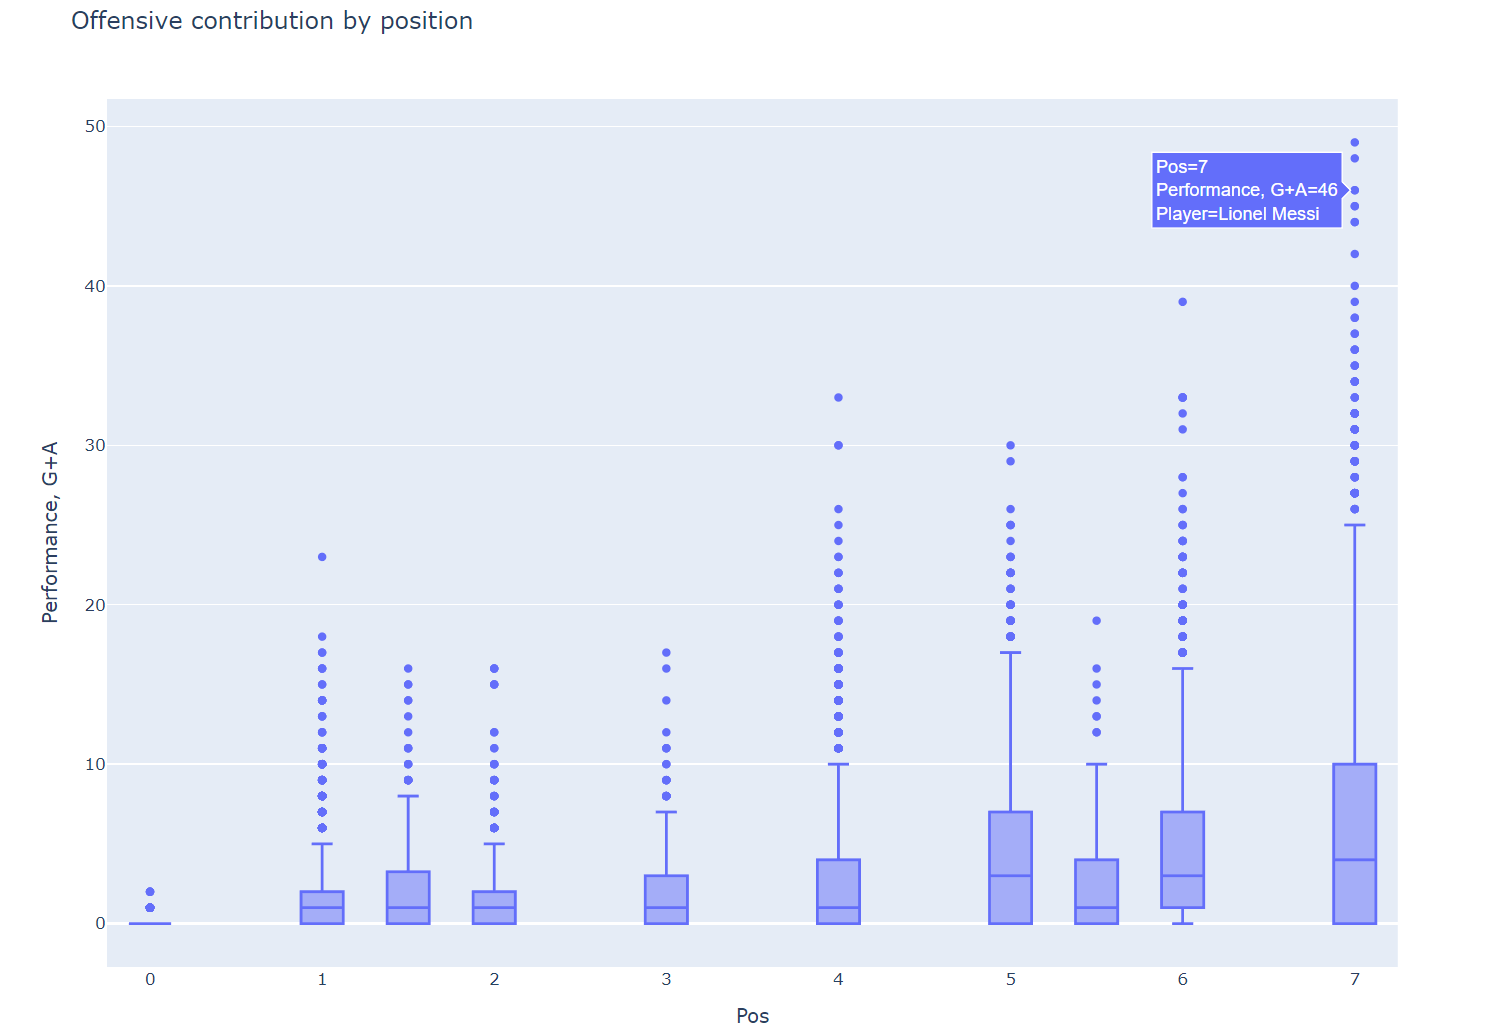 Offensive contribution by position
50
40
30
20
10
0
Performance, G+A
Pos=7
Performance, G+A=46
Player=Lionel Messi
0 1 2 3 4 5 6 7
Pos